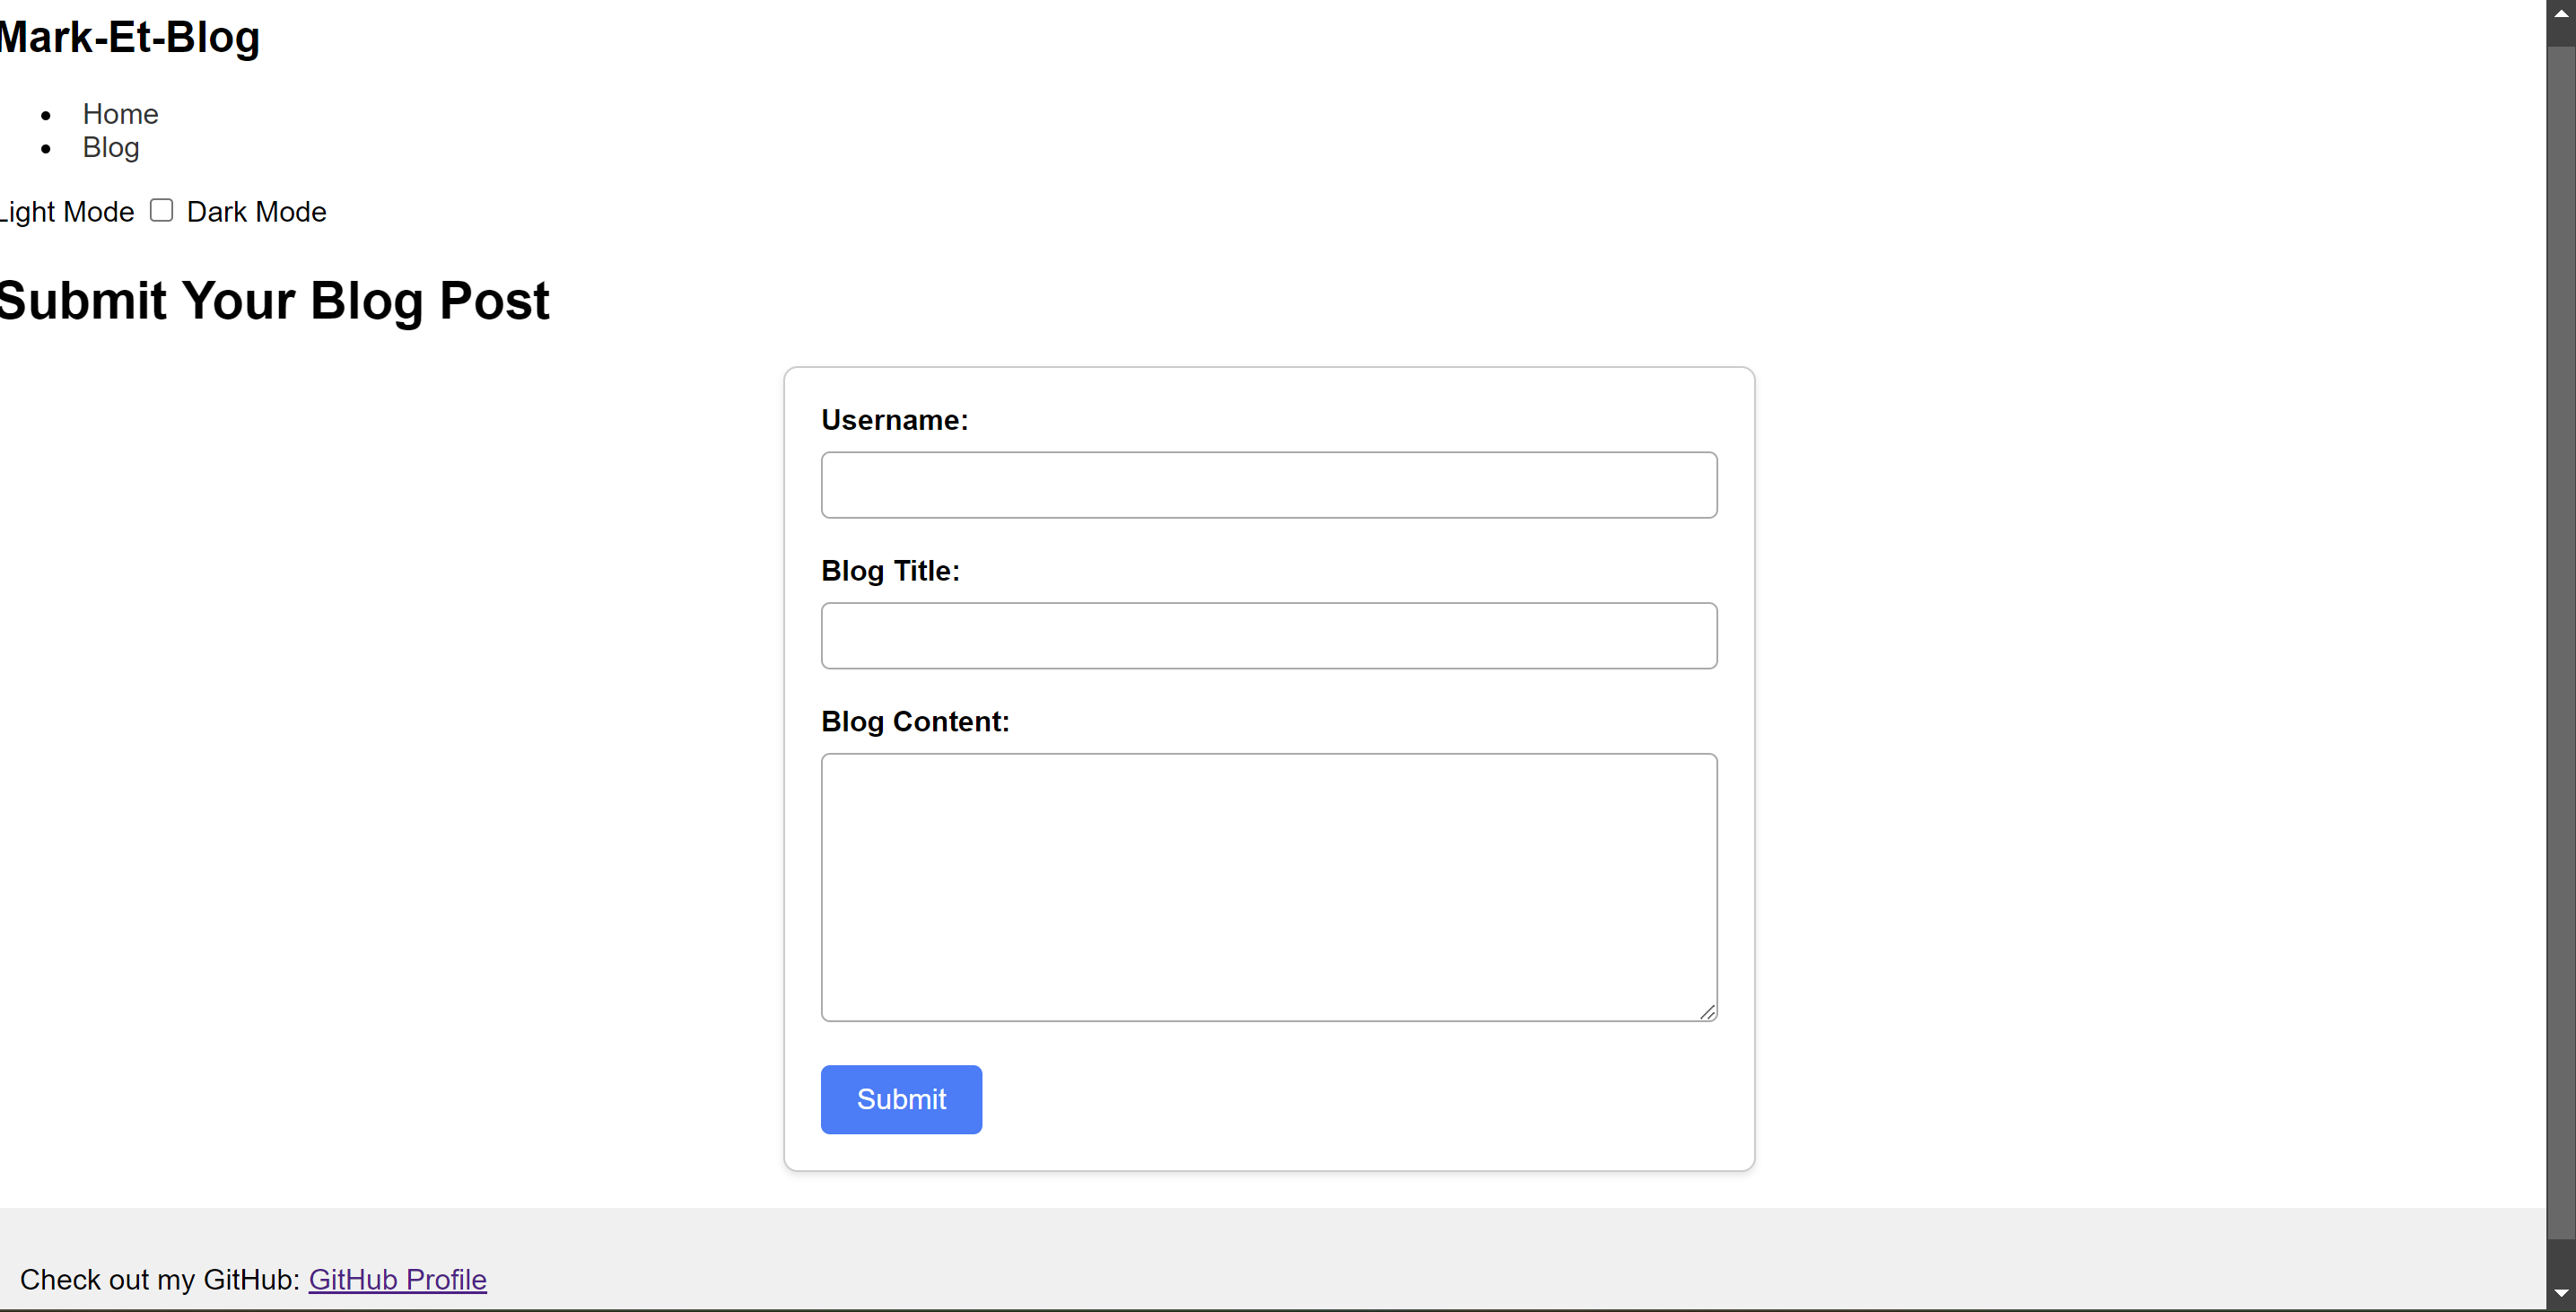 Mark-Et-Blog
Home
Blog
Light Mode Dark Mode
Submit Your Blog Post
Username:
Blog Title:
Blog Content:
Submit
Check out my GitHub: GitHub Profile